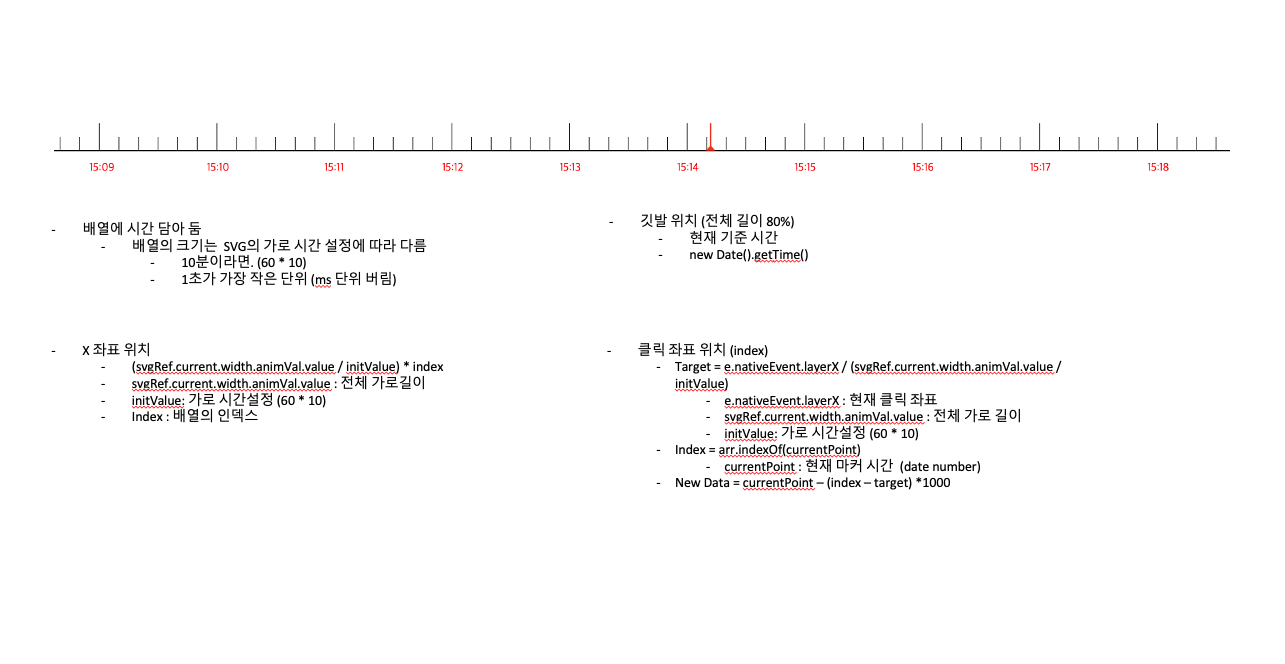 15:09 15:10 15:11 15:12 15:13 15:14 15:15 15:16 15:17 15:18
- 배열에 시간 담아 둠
- 배열의 크기는 SVG의 가로 시간 설정에 따라 다름
- 10분이라면. (60 * 10)
- 1초가 가장 작은 단위 (ms 단위 버림)
- 깃발 위치 (전체 길이 80%)
- 현재 기준 시간
- new Date().getTime()
- X 좌표 위치
- (svgRef.current.width.animVal.value / initValue) * index
- svgRef.current.width.animVal.value : 전체 가로길이
- initValue: 가로 시간설정 (60 * 10)
- Index : 배열의 인덱스
- 클릭 좌표 위치 (index)
- Target = e.nativeEvent.layerX / (svgRef.current.width.animVal.value /
initValue)
- e.nativeEvent.layerX : 현재 클릭 좌표
- svgRef.current.width.animVal.value : 전체 가로 길이
- initValue: 가로 시간설정 (60 * 10)
- Index = arr.indexOf(currentPoint)
- currentPoint : 현재 마커 시간 (date number)
- New Data = currentPoint – (index – target) *1000